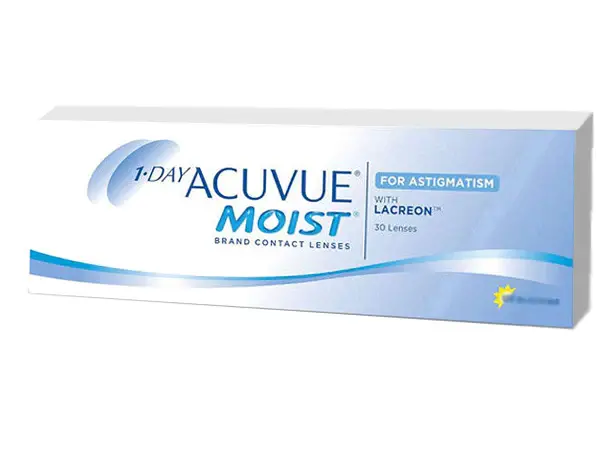 1·DAY ACUVUE®
MOIST®
BRAND CONTACT LENSES
FOR ASTIGMATISM
WITH
LACREON™
30 Lenses